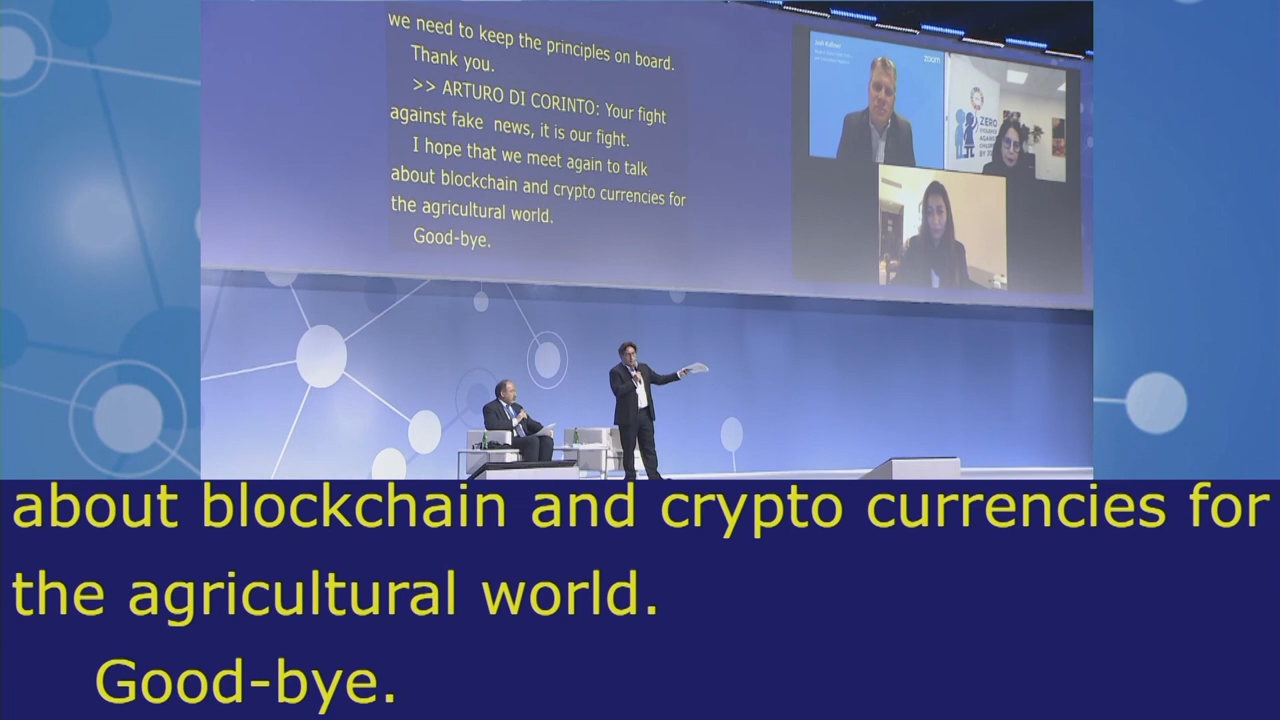 we need to keep the principles on board.
Thank you.
>> ARTURO DI CORINTO: Your fight
against fake news, it is our fight.
I hope that we meet again to talk
about blockchain and crypto currencies for
the agricultural world.
Good-bye.
zoom
ZERO
about blockchain and crypto currencies for
the agricultural world.
Good-bye.